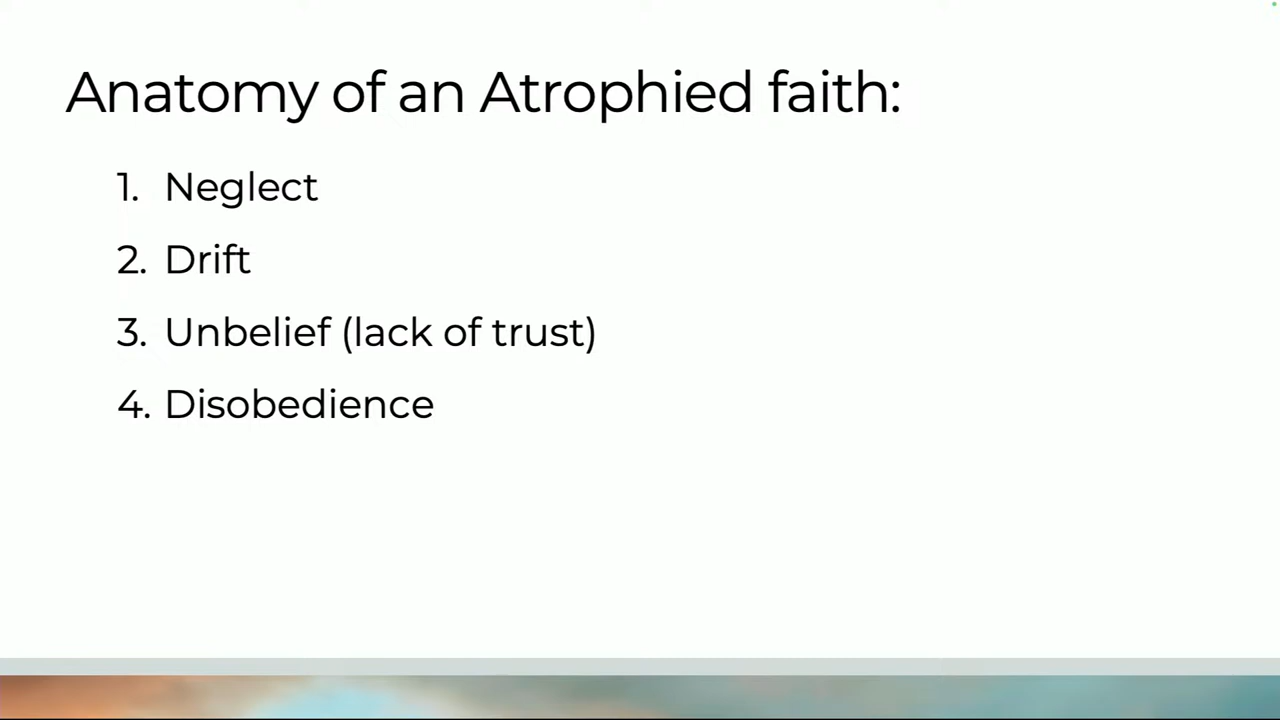 Anatomy of an Atrophied faith:
1. Neglect
2. Drift
3. Unbelief (lack of trust)
4. Disobedience